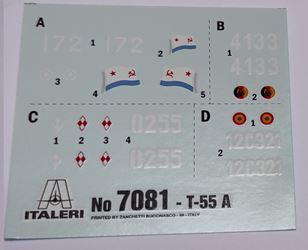 A
172 1 172 2
3
4 5
B
4133
1
4133
2
C
0255
1 2 3 4
0255
D
1
120321
2
120321
ITALERI
No 7081 - T-55 A
PRINTED BY ZANCHETTI BUCCINASCO - MI - ITALY